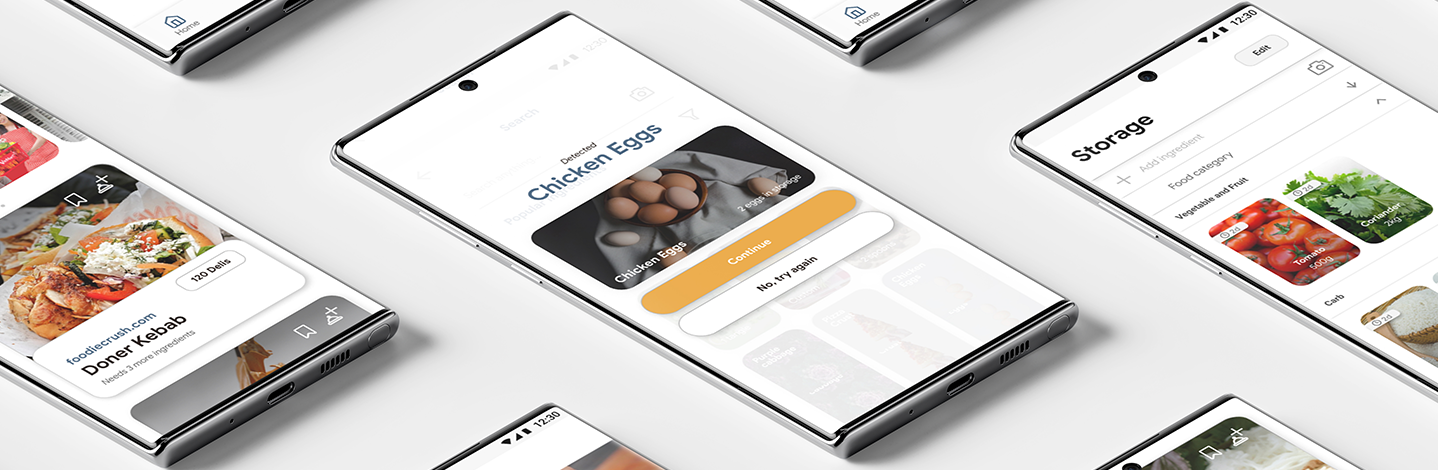 Home
Home
120 Delis
foodiecrush.com
Doner Kebab
Needs 3 more ingredients
12:30
Search
Detected
Chicken Eggs
2 eggs in storage
Chicken Eggs
Continue
No, try again
12:30
12:30
Edit
Storage
Add ingredient
Food category
Vegetable and Fruit
2d
Coriander
2kg
2d
Tomato
500g
Carb
2d